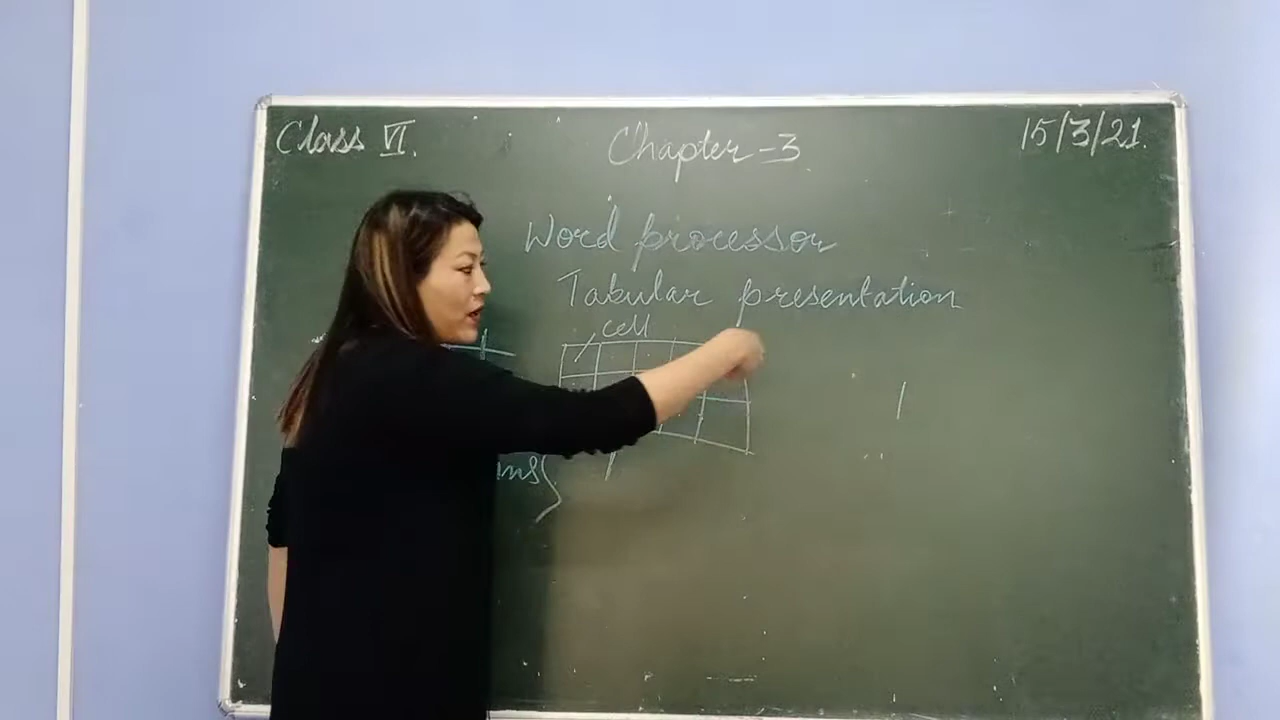 Class VI.
Chapter-3
15/3/21.
Word processor
Tabular presentation
cell